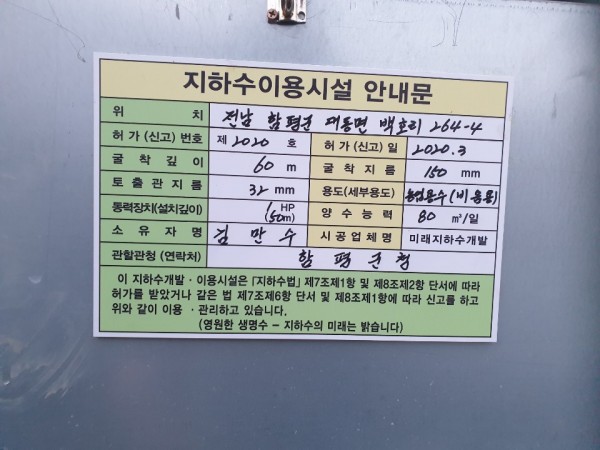 지하수이용시설 안내문
위 치 전남 함평군 대동면 백호리 264-4
허가 (신고) 번호 제 2020 호 허가 (신고) 일 2020.3
굴착깊이 60 m 굴착지름 150 mm
토출관지름 32 mm 용도(세부용도) 농업용수 (비음용)
동력장치(설치깊이) 1 HP (50m) 양수능력 80 m³/일
소유자명 김만수 시공업체명 미래지하수개발
관할관청 (연락처) 함평군청
이 지하수개발·이용시설은 「지하수법」 제7조제1항 및 제8조제2항 단서에 따라
허가를 받았거나 같은 법 제7조제6항 단서 및 제8조제1항에 따라 신고를 하고
위와 같이 이용 · 관리하고 있습니다.
(영원한 생명수 – 지하수의 미래는 밝습니다)